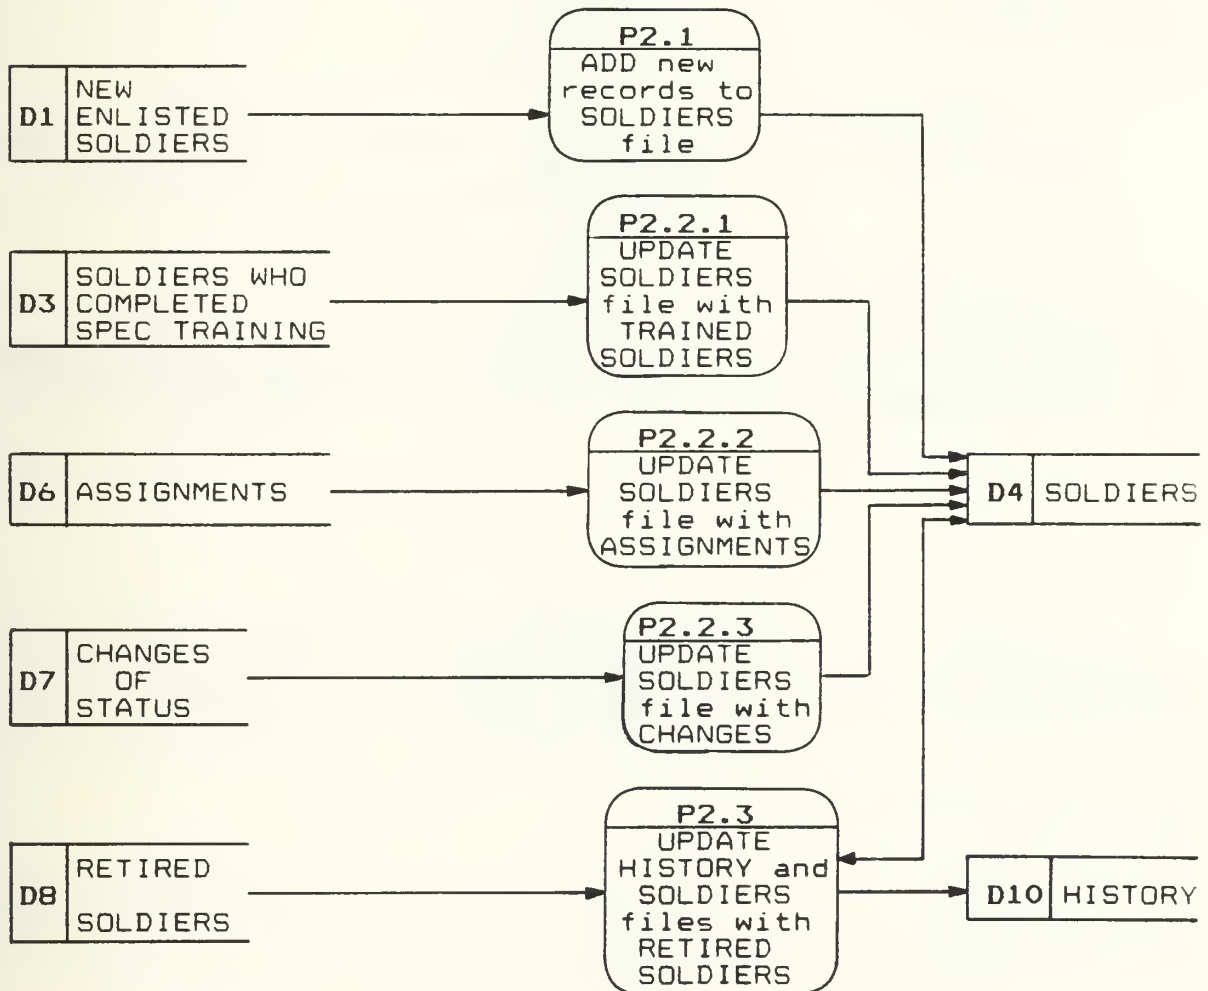 P2.1
ADD new
records to
SOLDIERS
file
D1
NEW
ENLISTED
SOLDIERS
P2.2.1
UPDATE
SOLDIERS
file with
TRAINED
SOLDIERS
D3
SOLDIERS WHO
COMPLETED
SPEC TRAINING
P2.2.2
UPDATE
SOLDIERS
file with
ASSIGNMENTS
D6 ASSIGNMENTS
D4 SOLDIERS
P2.2.3
UPDATE
SOLDIERS
file with
CHANGES
D7
CHANGES
OF
STATUS
P2.3
UPDATE
HISTORY and
SOLDIERS
files with
RETIRED
SOLDIERS
D8
RETIRED
SOLDIERS
D10 HISTORY